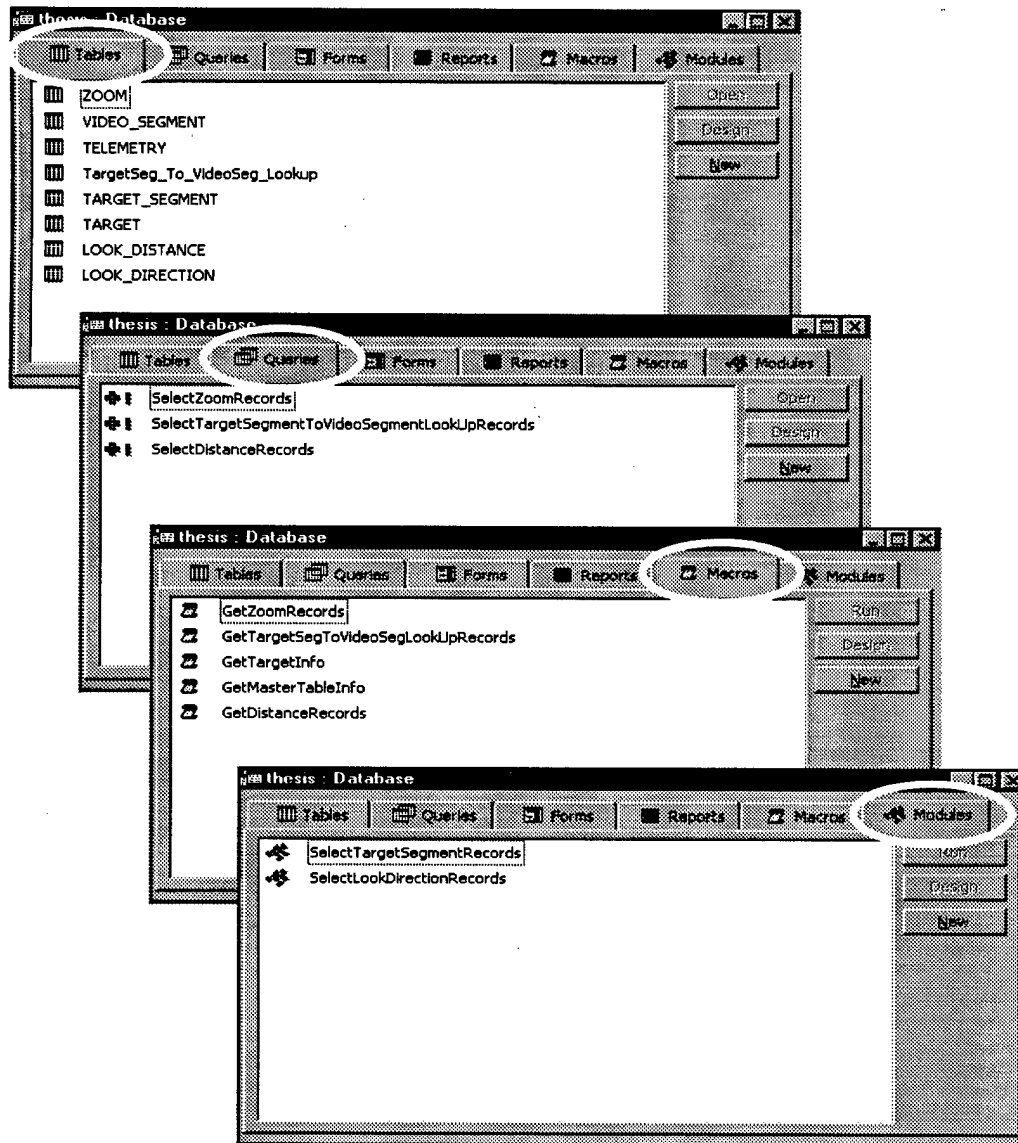 thesis : Database
Tables Queries Forms Reports Macros Modules
ZOOM
VIDEO_SEGMENT
TELEMETRY
TargetSeg_To_VideoSeg_Lookup
TARGET_SEGMENT
TARGET
LOOK_DISTANCE
LOOK_DIRECTION
Open
Design
New
thesis : Database
Tables Queries Forms Reports Macros Modules
SelectZoomRecords
SelectTargetSegmentToVideoSegmentLookUpRecords
SelectDistanceRecords
Open
Design
New
thesis : Database
Tables Queries Forms Reports Macros Modules
GetZoomRecords
GetTargetSegToVideoSegLookUpRecords
GetTargetInfo
GetMasterTableInfo
GetDistanceRecords
Run
Design
New
thesis : Database
Tables Queries Forms Reports Macros Modules
SelectTargetSegmentRecords
SelectLookDirectionRecords
Run
Design
New